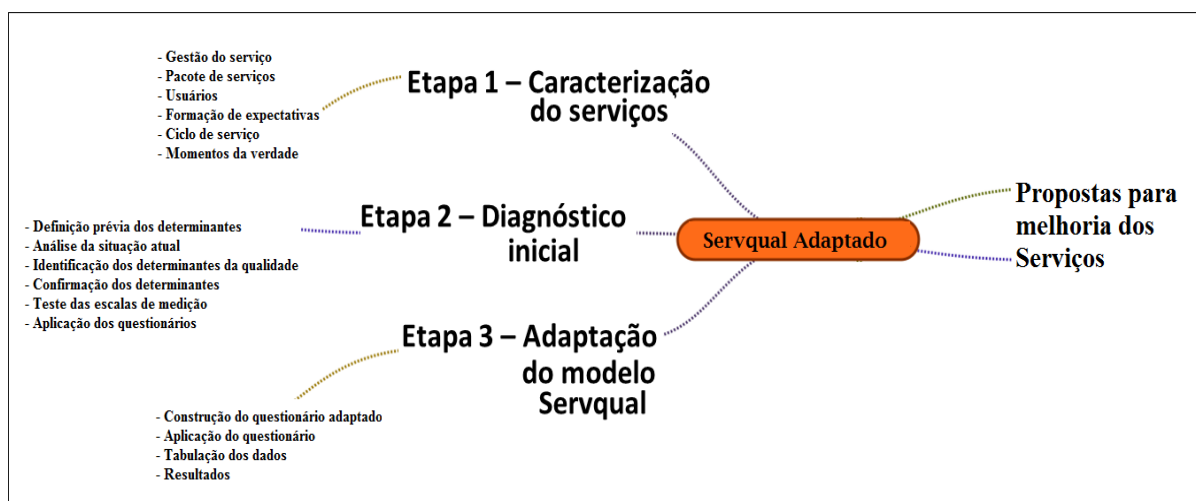 - Gestão do serviço
- Pacote de serviços
- Usuários
- Formação de expectativas
- Ciclo de serviço
- Momentos da verdade
Etapa 1 – Caracterização
do serviços
- Definição prévia dos determinantes
- Análise da situação atual
- Identificação dos determinantes da qualidade
- Confirmação dos determinantes
- Teste das escalas de medição
- Aplicação dos questionários
Etapa 2 – Diagnóstico
inicial
- Construção do questionário adaptado
- Aplicação do questionário
- Tabulação dos dados
- Resultados
Etapa 3 – Adaptação
do modelo
Servqual
Servqual Adaptado
Propostas para
melhoria dos
Serviços